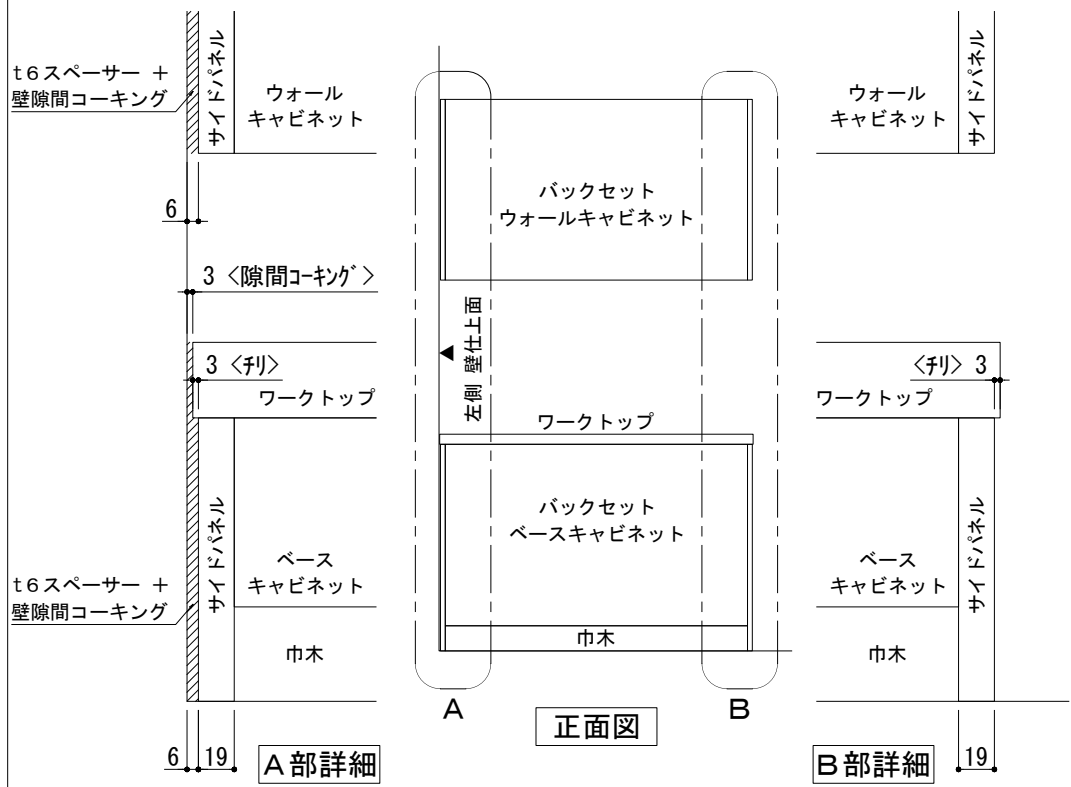 t6スペーサー +
壁隙間コーキング
サイドパネル
ウォール
キャビネット
6
3 <隙間ｺｰｷﾝｸﾞ>
3 <ﾁﾘ>
ワークトップ
サイドパネル
ベース
キャビネット
t6スペーサー +
壁隙間コーキング
巾木
6
19
A部詳細
バックセット
ウォールキャビネット
左側 壁仕上面
ワークトップ
バックセット
ベースキャビネット
巾木
A
B
正面図
ウォール
キャビネット
サイドパネル
<ﾁﾘ> 3
ワークトップ
ベース
キャビネット
サイドパネル
巾木
B部詳細
19